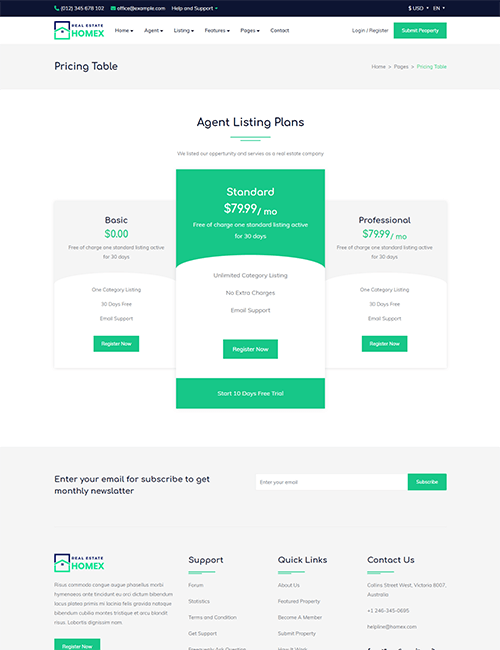 (012) 345 678 102 office@example.com Help and Support $ USD EN
REAL ESTATE
HOMEX
Home Agent Listing Features Pages Contact Login / Register Submit Property
Pricing Table
Home » Pages » Pricing Table
Agent Listing Plans
We listed our opportunity and servies as a real estate company
Basic
$0.00
Free of charge one standard listing active
for 30 days
One Category Listing
30 Days Free
Email Support
Register Now
Standard
$79.99/ mo
Free of charge one standard listing active
for 30 days
Unlimited Category Listing
No Extra Charges
Email Support
Register Now
Start 10 Days Free Trial
Professional
$79.99/ mo
Free of charge one standard listing active
for 30 days
One Category Listing
30 Days Free
Email Support
Register Now
Enter your email for subscribe to get
monthly newslatter
Enter your email
Subscribe
REAL ESTATE
HOMEX
Risus commodo congue augue phasellus morbi
hymenaeos ante tincidunt eu orci dictum bibendum
locus platea primis mi lacinia felis gravida natoque
bibendum cubilia montes tristique et arcu blandit
risus. Lobortis dignissim nam.
Register Now
Support
Forum
Statistics
Terms and Condition
Get Support
Frequently Ask Question
Quick Links
About Us
Featured Property
Become A Member
Submit Property
How It Work
Contact Us
Collins Street West, Victoria 8007,
Australia
+1 246-345-0695
helpline@homex.com